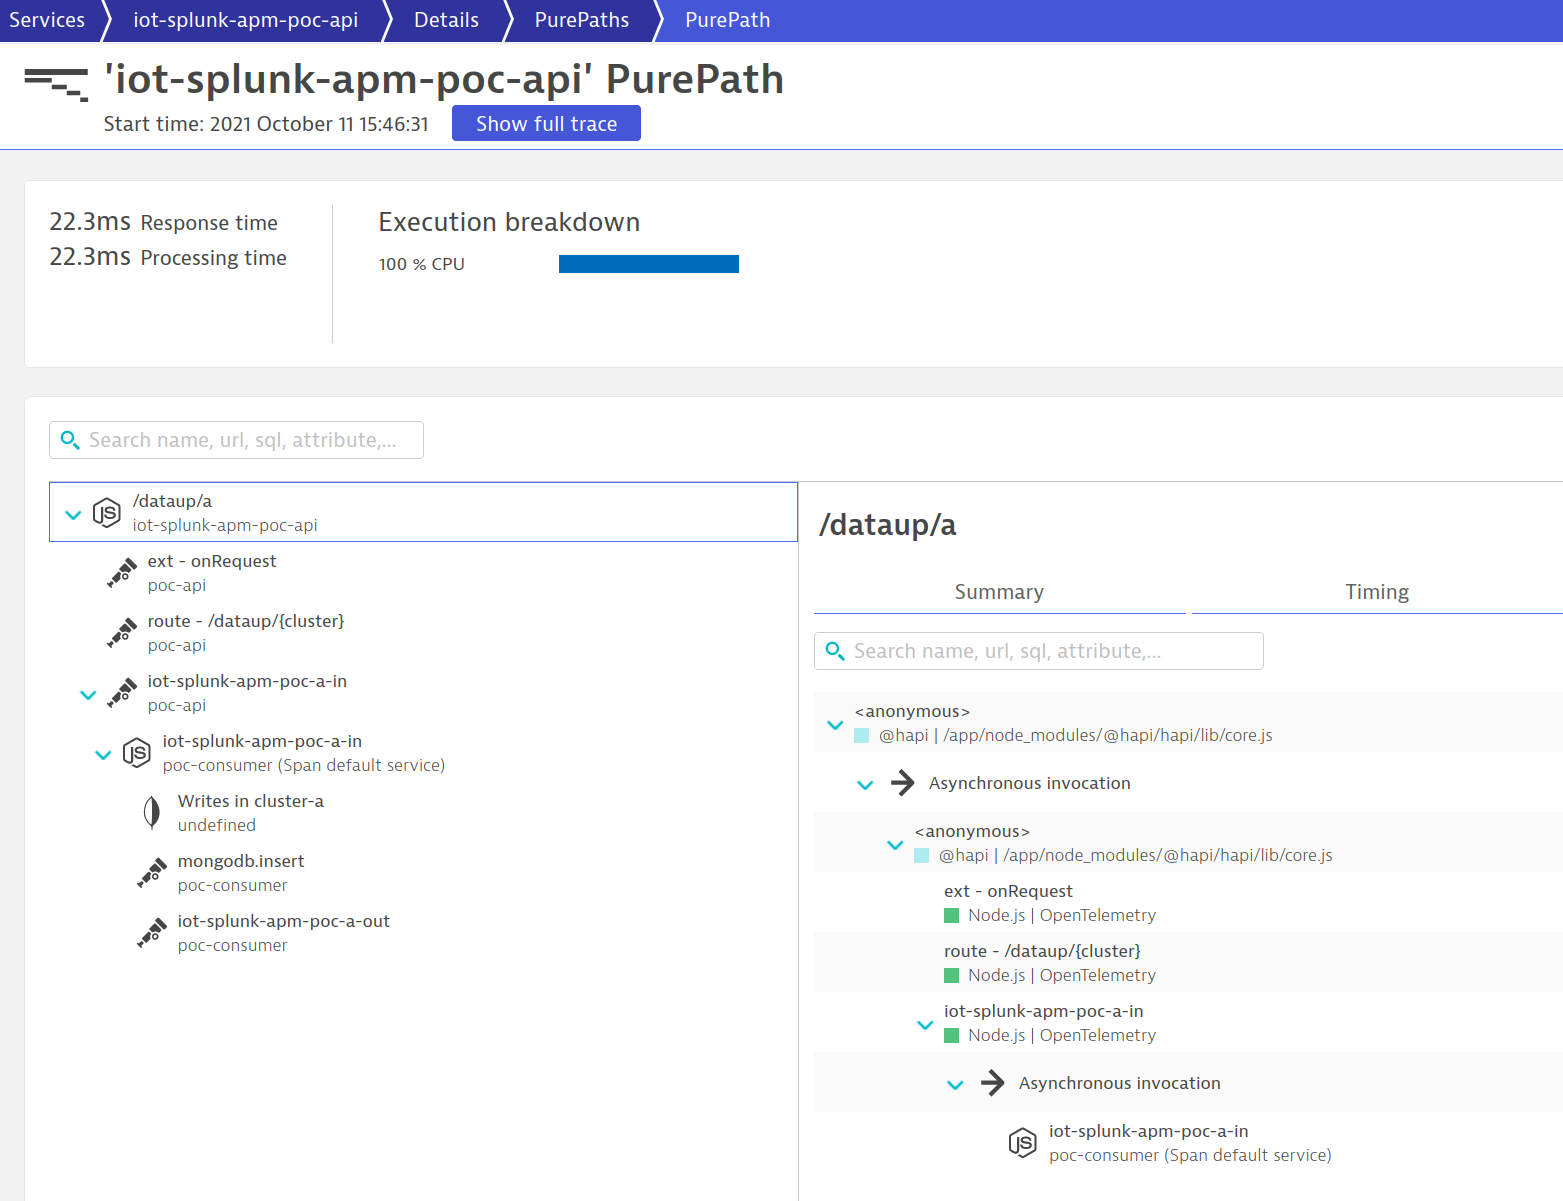 Services
iot-splunk-apm-poc-api
Details
PurePaths
PurePath
'iot-splunk-apm-poc-api' PurePath
Start time: 2021 October 11 15:46:31
Show full trace
22.3ms Response time
22.3ms Processing time
Execution breakdown
100 % CPU
Search name, url, sql, attribute,...
/dataup/a
iot-splunk-apm-poc-api
ext - onRequest
poc-api
route - /dataup/{cluster}
poc-api
iot-splunk-apm-poc-a-in
poc-api
JS
iot-splunk-apm-poc-a-in
poc-consumer (Span default service)
Writes in cluster-a
undefined
mongodb.insert
poc-consumer
iot-splunk-apm-poc-a-out
poc-consumer
/dataup/a
Summary
Timing
Search name, url, sql, attribute,...
<anonymous>
@hapi | /app/node_modules/@hapi/hapi/lib/core.js
Asynchronous invocation
<anonymous>
@hapi | /app/node_modules/@hapi/hapi/lib/core.js
ext - onRequest
Node.js | OpenTelemetry
route - /dataup/{cluster}
Node.js | OpenTelemetry
iot-splunk-apm-poc-a-in
Node.js | OpenTelemetry
Asynchronous invocation
JS
iot-splunk-apm-poc-a-in
poc-consumer (Span default service)